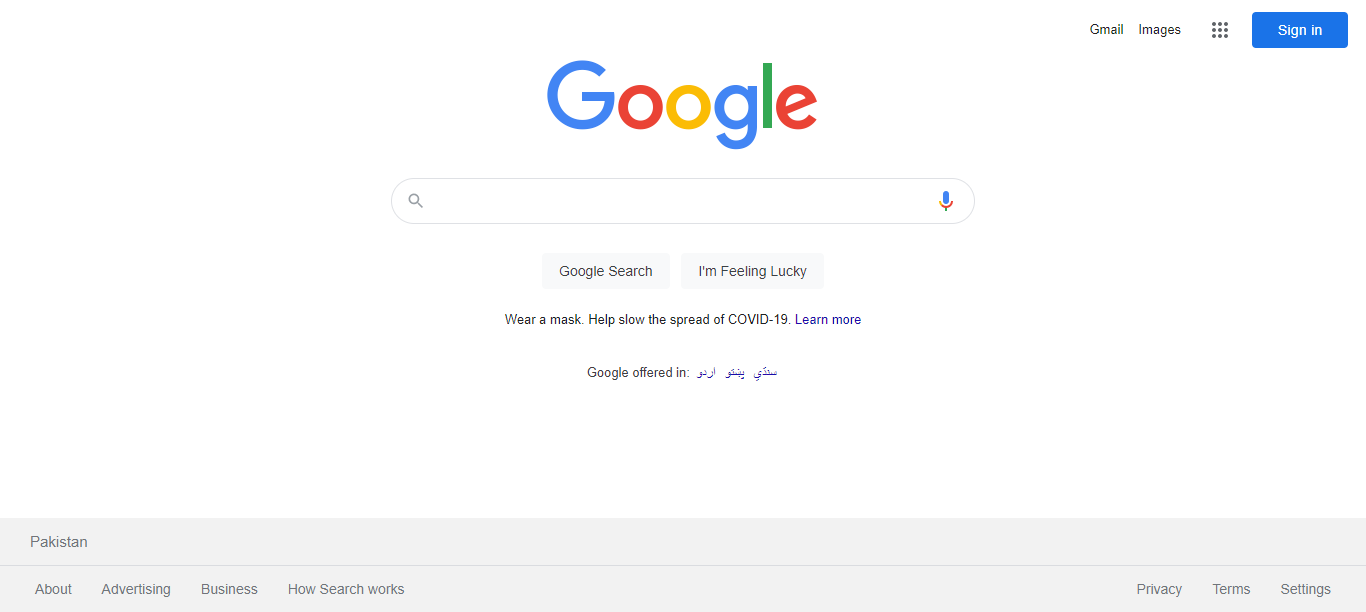 Gmail Images Sign in
Google
Google Search I'm Feeling Lucky
Wear a mask. Help slow the spread of COVID-19. Learn more
Google offered in: اردو پښتو سنڌي
Pakistan
About Advertising Business How Search works Privacy Terms Settings